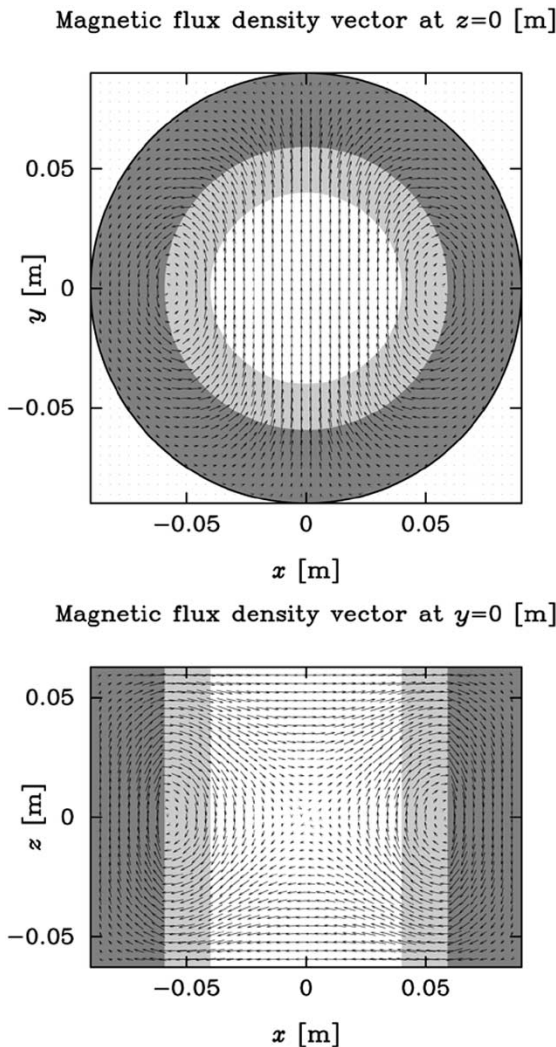 Magnetic flux density vector at z=0 [m]
0.05
0
−0.05
y [m]
−0.05 0 0.05
x [m]
Magnetic flux density vector at y=0 [m]
0.05
0
−0.05
z [m]
−0.05 0 0.05
x [m]